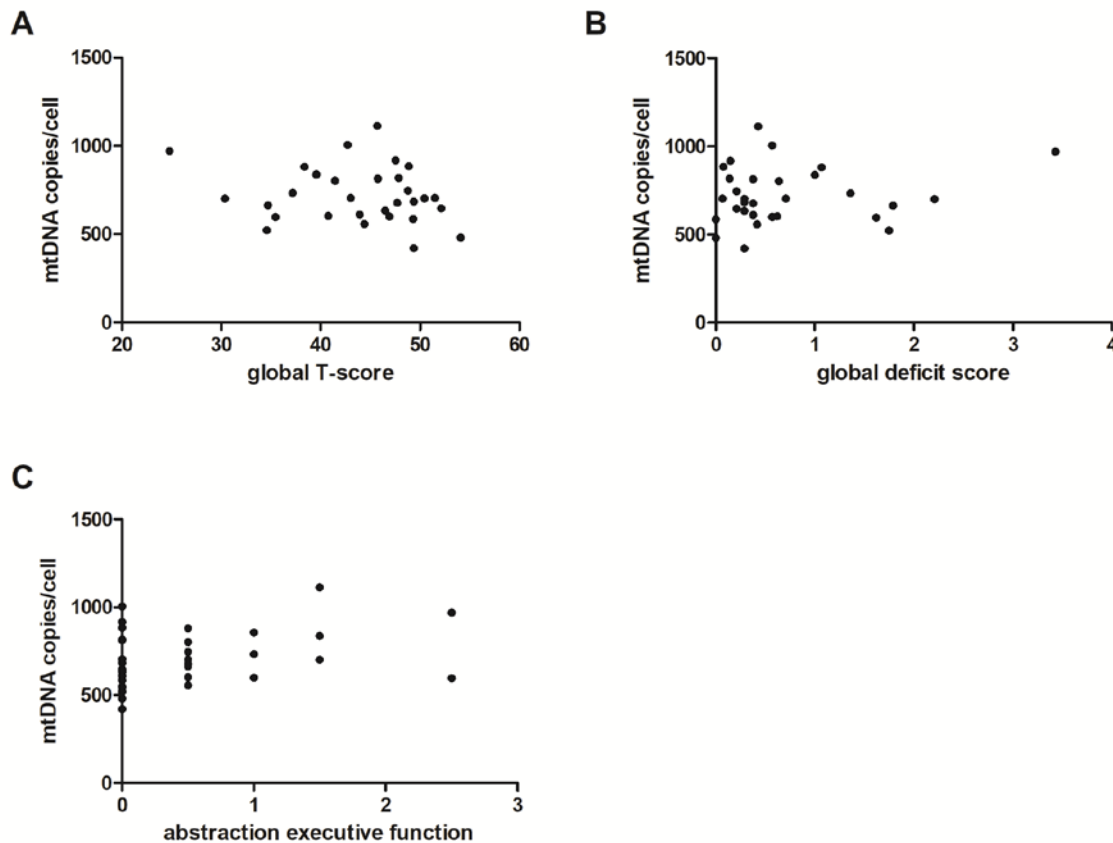 A
B
mtDNA copies/cell
1500
1000
500
0
20
30
40
50
60
global T-score
mtDNA copies/cell
1500
1000
500
0
0
1
2
3
4
global deficit score
C
mtDNA copies/cell
1500
1000
500
0
0
1
2
3
abstraction executive function